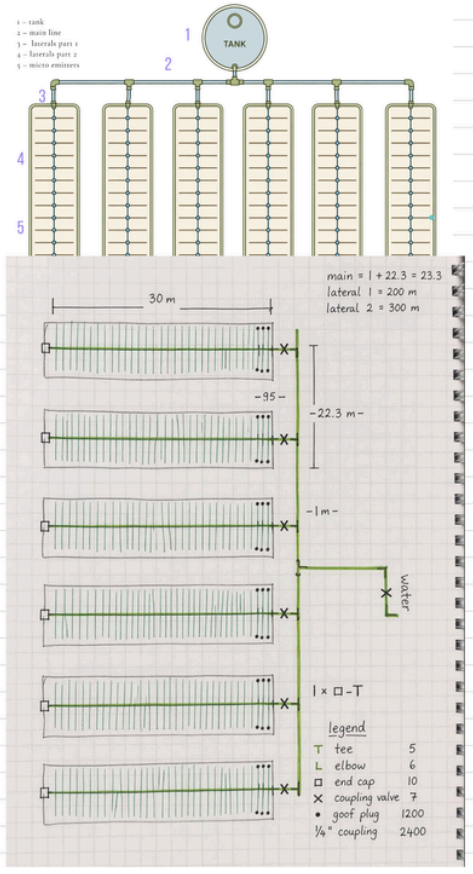 1 – tank
2 – main line
3 – laterals part 1
4 – laterals part 2
5 – micro emitters
1
TANK
2
3
4
5
main = 1 + 22.3 = 23.3
lateral 1 = 200 m
lateral 2 = 300 m
30 m
-95-
-22.3 m-
-1m-
water
1 x □-T
legend
T tee 5
L elbow 6
□ end cap 10
X coupling valve 7
• goof plug 1200
1/4" coupling 2400